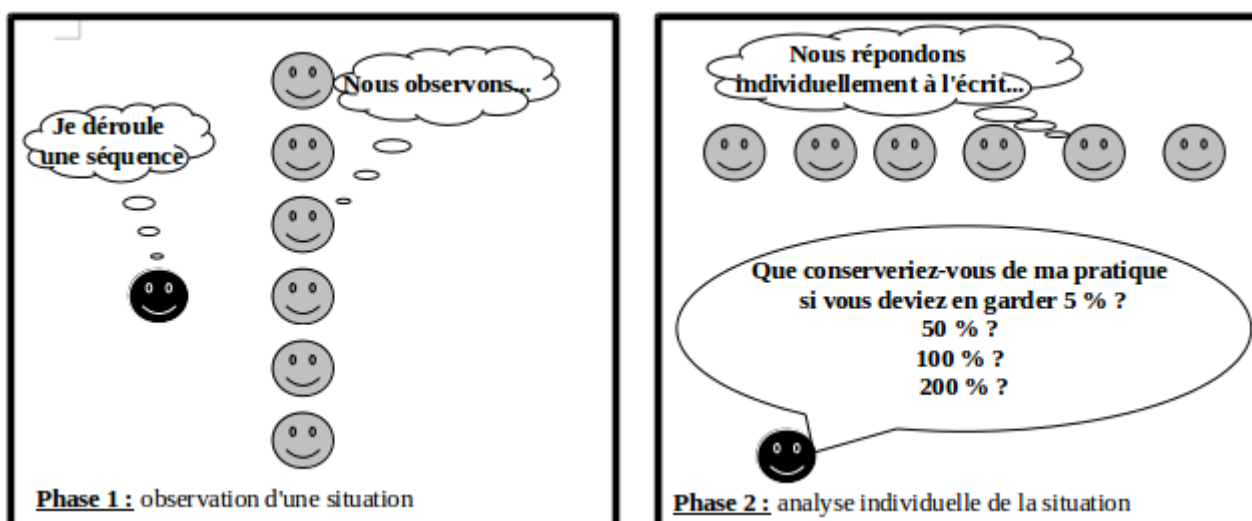 Nous observons...
Je déroule
une séquence
Phase 1 : observation d'une situation
Nous répondons
individuellement à l'écrit...
Que conserveriez-vous de ma pratique
si vous deviez en garder 5 % ?
50 % ?
100 % ?
200 % ?
Phase 2 : analyse individuelle de la situation